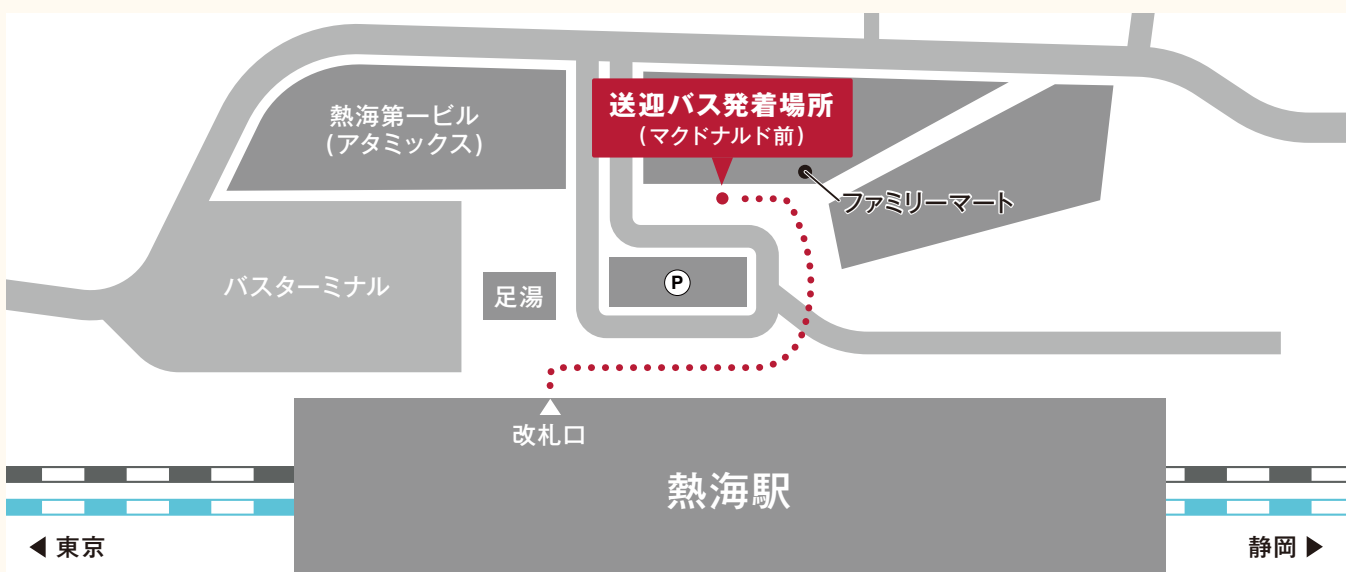 熱海第一ビル
(アタミックス)
送迎バス発着場所
(マクドナルド前)
ファミリーマート
バスターミナル
足湯
P
改札口
熱海駅
◀ 東京
静岡 ▶